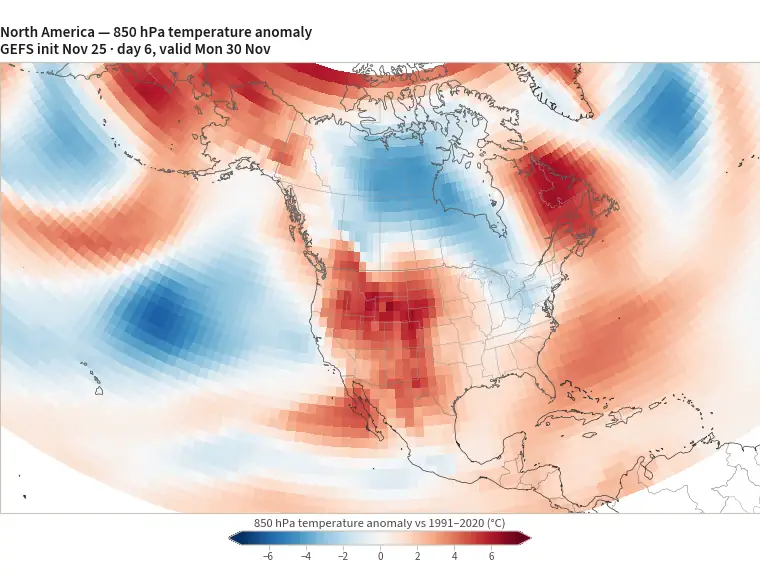 North America — 850 hPa temperature anomaly
GEFS init Nov 25 · day 6, valid Mon 30 Nov
850 hPa temperature anomaly vs 1991–2020 (°C)
−6 −4 −2 0 2 4 6